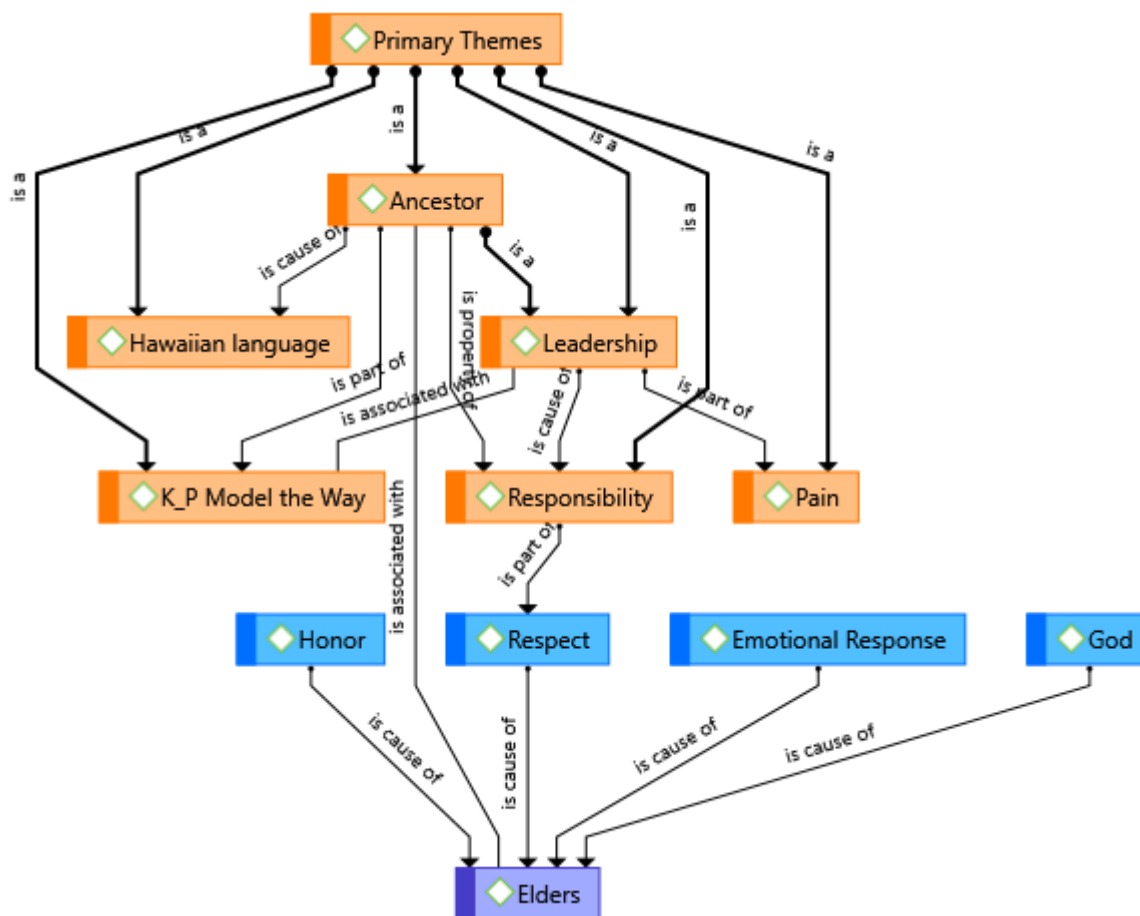 Primary Themes
is a
is a
is a
is a
is a
is a
Ancestor
is cause of
is a
Hawaiian language
is property of
Leadership
is part of
is associated with
is cause of
is part of
K_P Model the Way
Responsibility
Pain
is associated with
is part of
Honor
Respect
Emotional Response
God
is cause of
is cause of
is cause of
is cause of
Elders